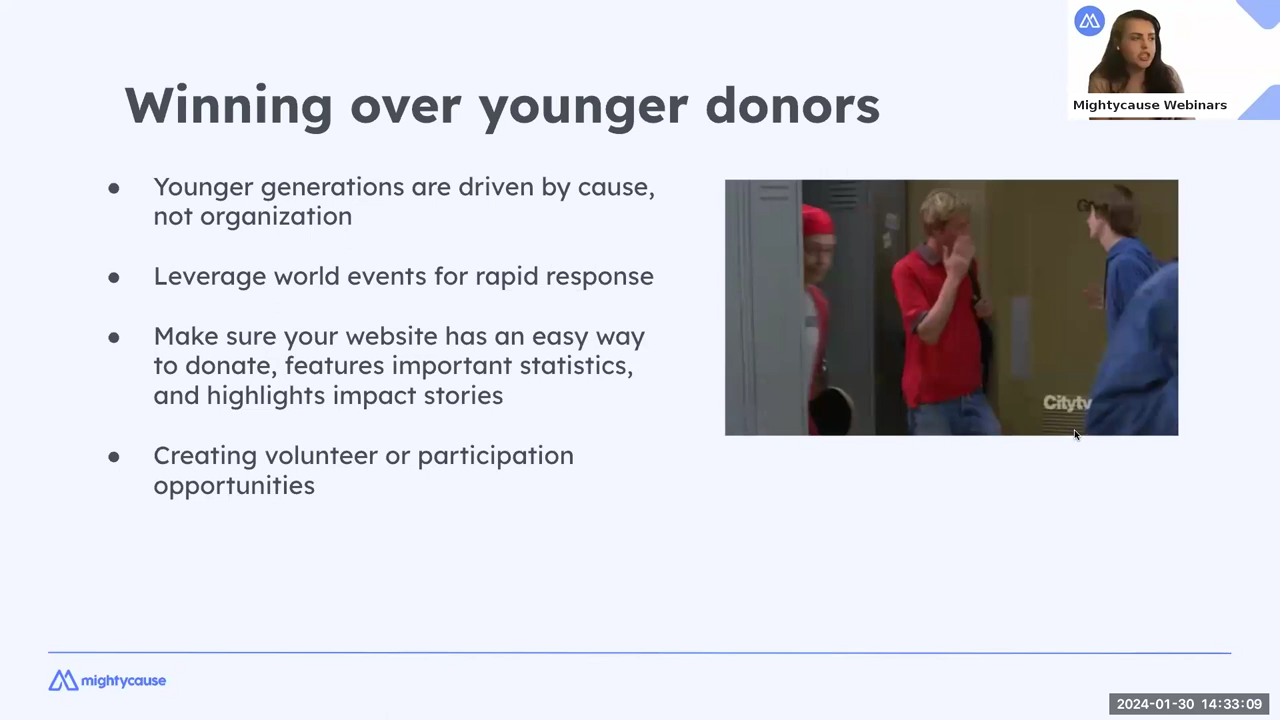 Mightycause Webinars
Winning over younger donors
● Younger generations are driven by cause,
not organization
● Leverage world events for rapid response
● Make sure your website has an easy way
to donate, features important statistics,
and highlights impact stories
● Creating volunteer or participation
opportunities
mightycause
2024-01-30 14:33:09